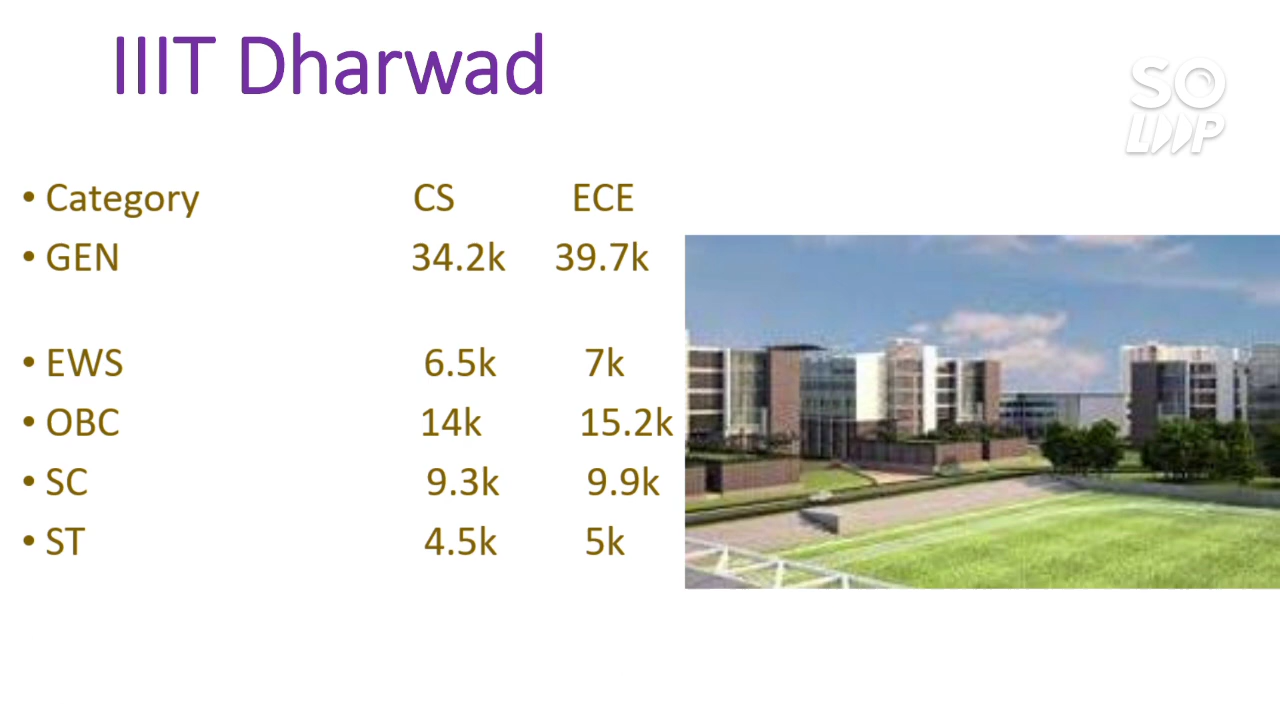 IIIT Dharwad
SO
LOOP
• Category CS ECE
• GEN 34.2k 39.7k
• EWS 6.5k 7k
• OBC 14k 15.2k
• SC 9.3k 9.9k
• ST 4.5k 5k